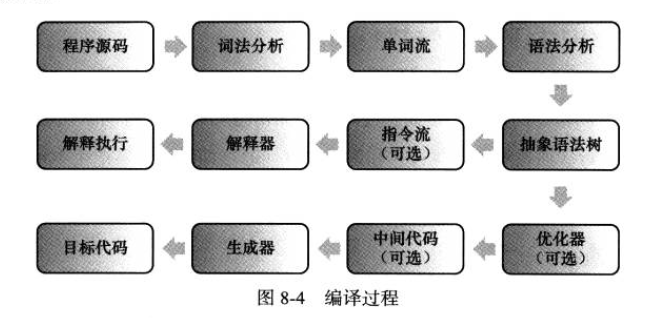 程序源码
词法分析
单词流
语法分析
解释执行
解释器
指令流
（可选）
抽象语法树
目标代码
生成器
中间代码
（可选）
优化器
（可选）
图 8-4 编译过程